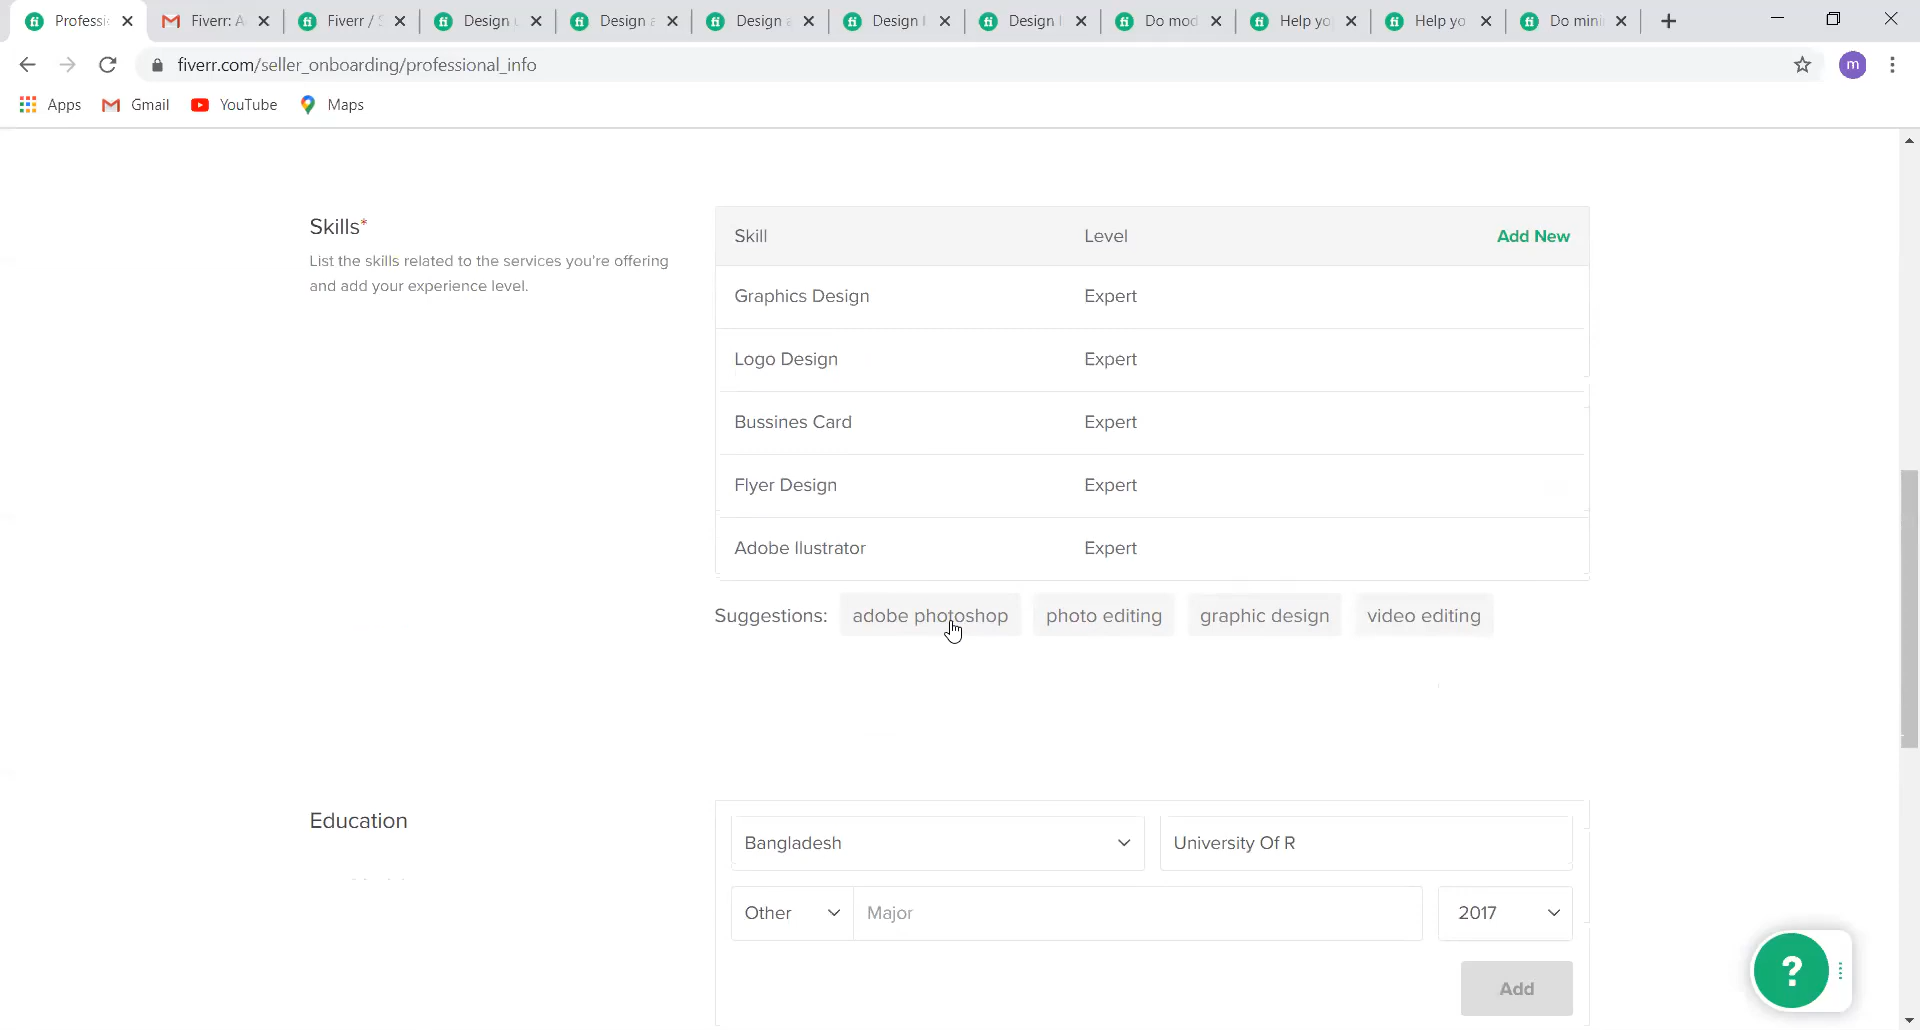 Professi
Fiverr: A
Fiverr / S
Design u
Design a
Design a
Design l
Design l
Do mod
Help yo
Help yo
Do mini
fiverr.com/seller_onboarding/professional_info
m
Apps
Gmail
YouTube
Maps
Skills*
List the skills related to the services you're offering
and add your experience level.
Skill Level Add New
Graphics Design Expert
Logo Design Expert
Bussines Card Expert
Flyer Design Expert
Adobe Ilustrator Expert
Suggestions: adobe photoshop photo editing graphic design video editing
Education
Bangladesh University Of R
Other Major 2017
Add
?